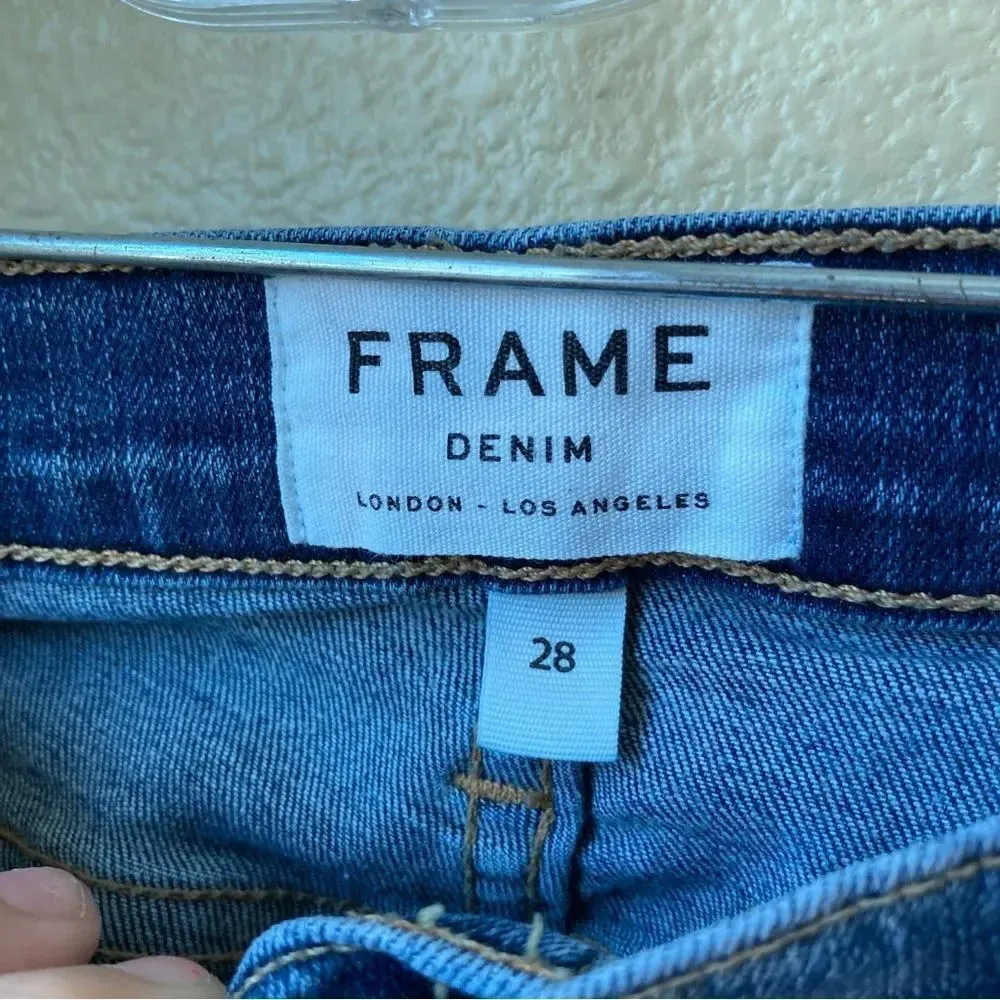 FRAME
DENIM
LONDON - LOS ANGELES
28